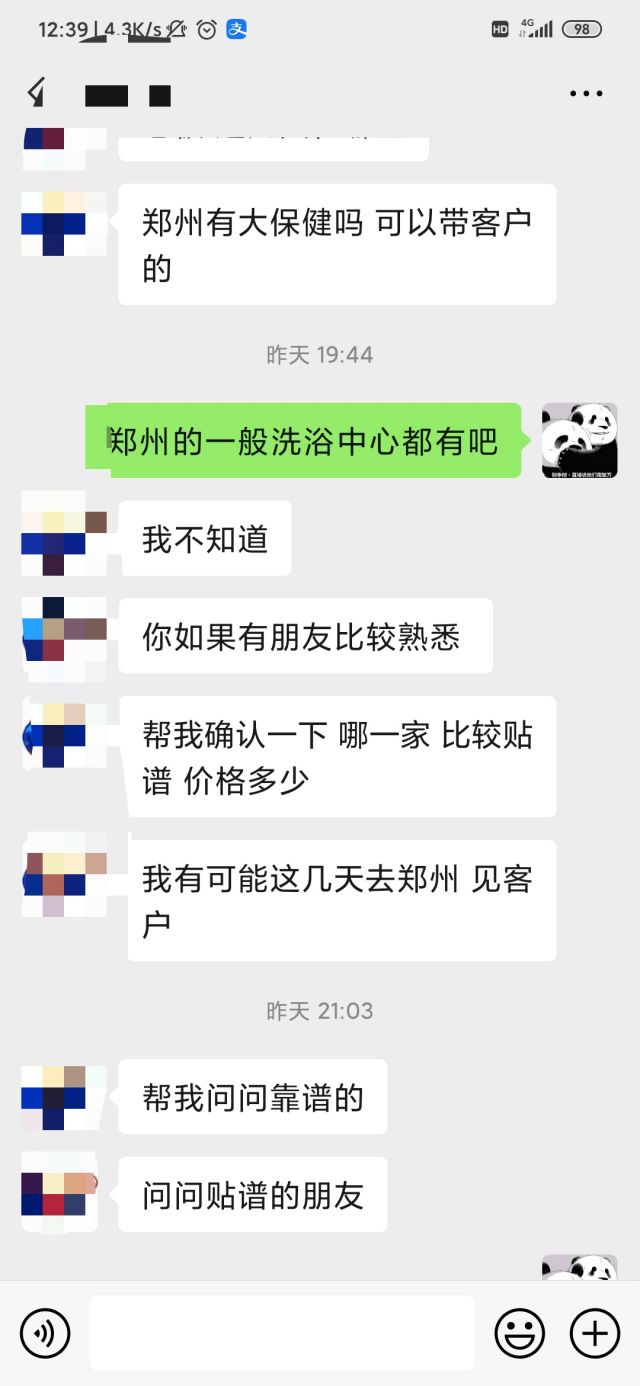 12:39 | 4.3K/s
HD 4G 98
郑州有大保健吗 可以带客户
的
昨天 19:44
郑州的一般洗浴中心都有吧
我不知道
你如果有朋友比较熟悉
帮我确认一下 哪一家 比较贴
谱 价格多少
我有可能这几天去郑州 见客
户
昨天 21:03
帮我问问靠谱的
问问贴谱的朋友